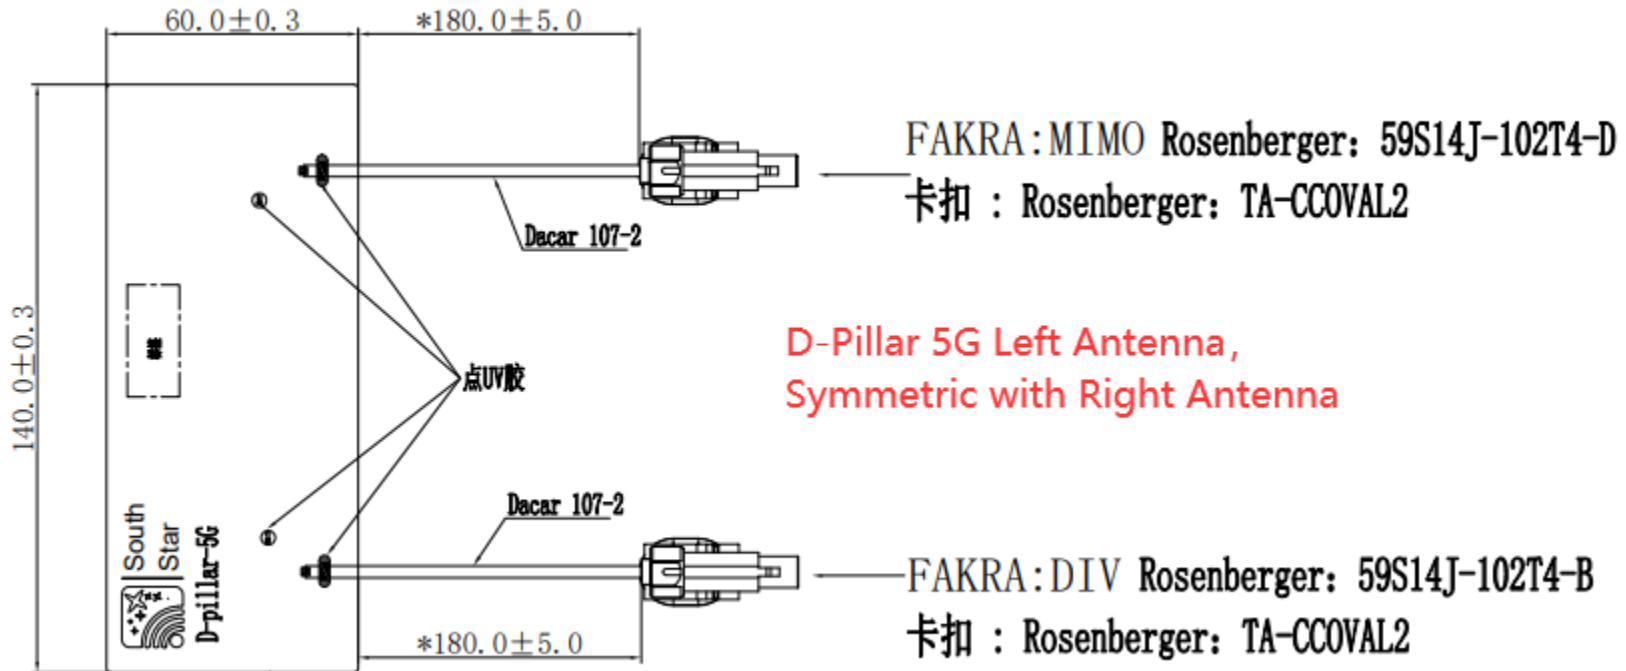 60.0±0.3
*180.0±5.0
FAKRA:MIMO Rosenberger: 59S14J-102T4-D
卡扣 : Rosenberger: TA-CCOVAL2
Dacar 107-2
140.0±0.3
D-Pillar 5G Left Antenna,
Symmetric with Right Antenna
点UV胶
South
Star
D-pillar-5G
Dacar 107-2
FAKRA:DIV Rosenberger: 59S14J-102T4-B
卡扣 : Rosenberger: TA-CCOVAL2
*180.0±5.0